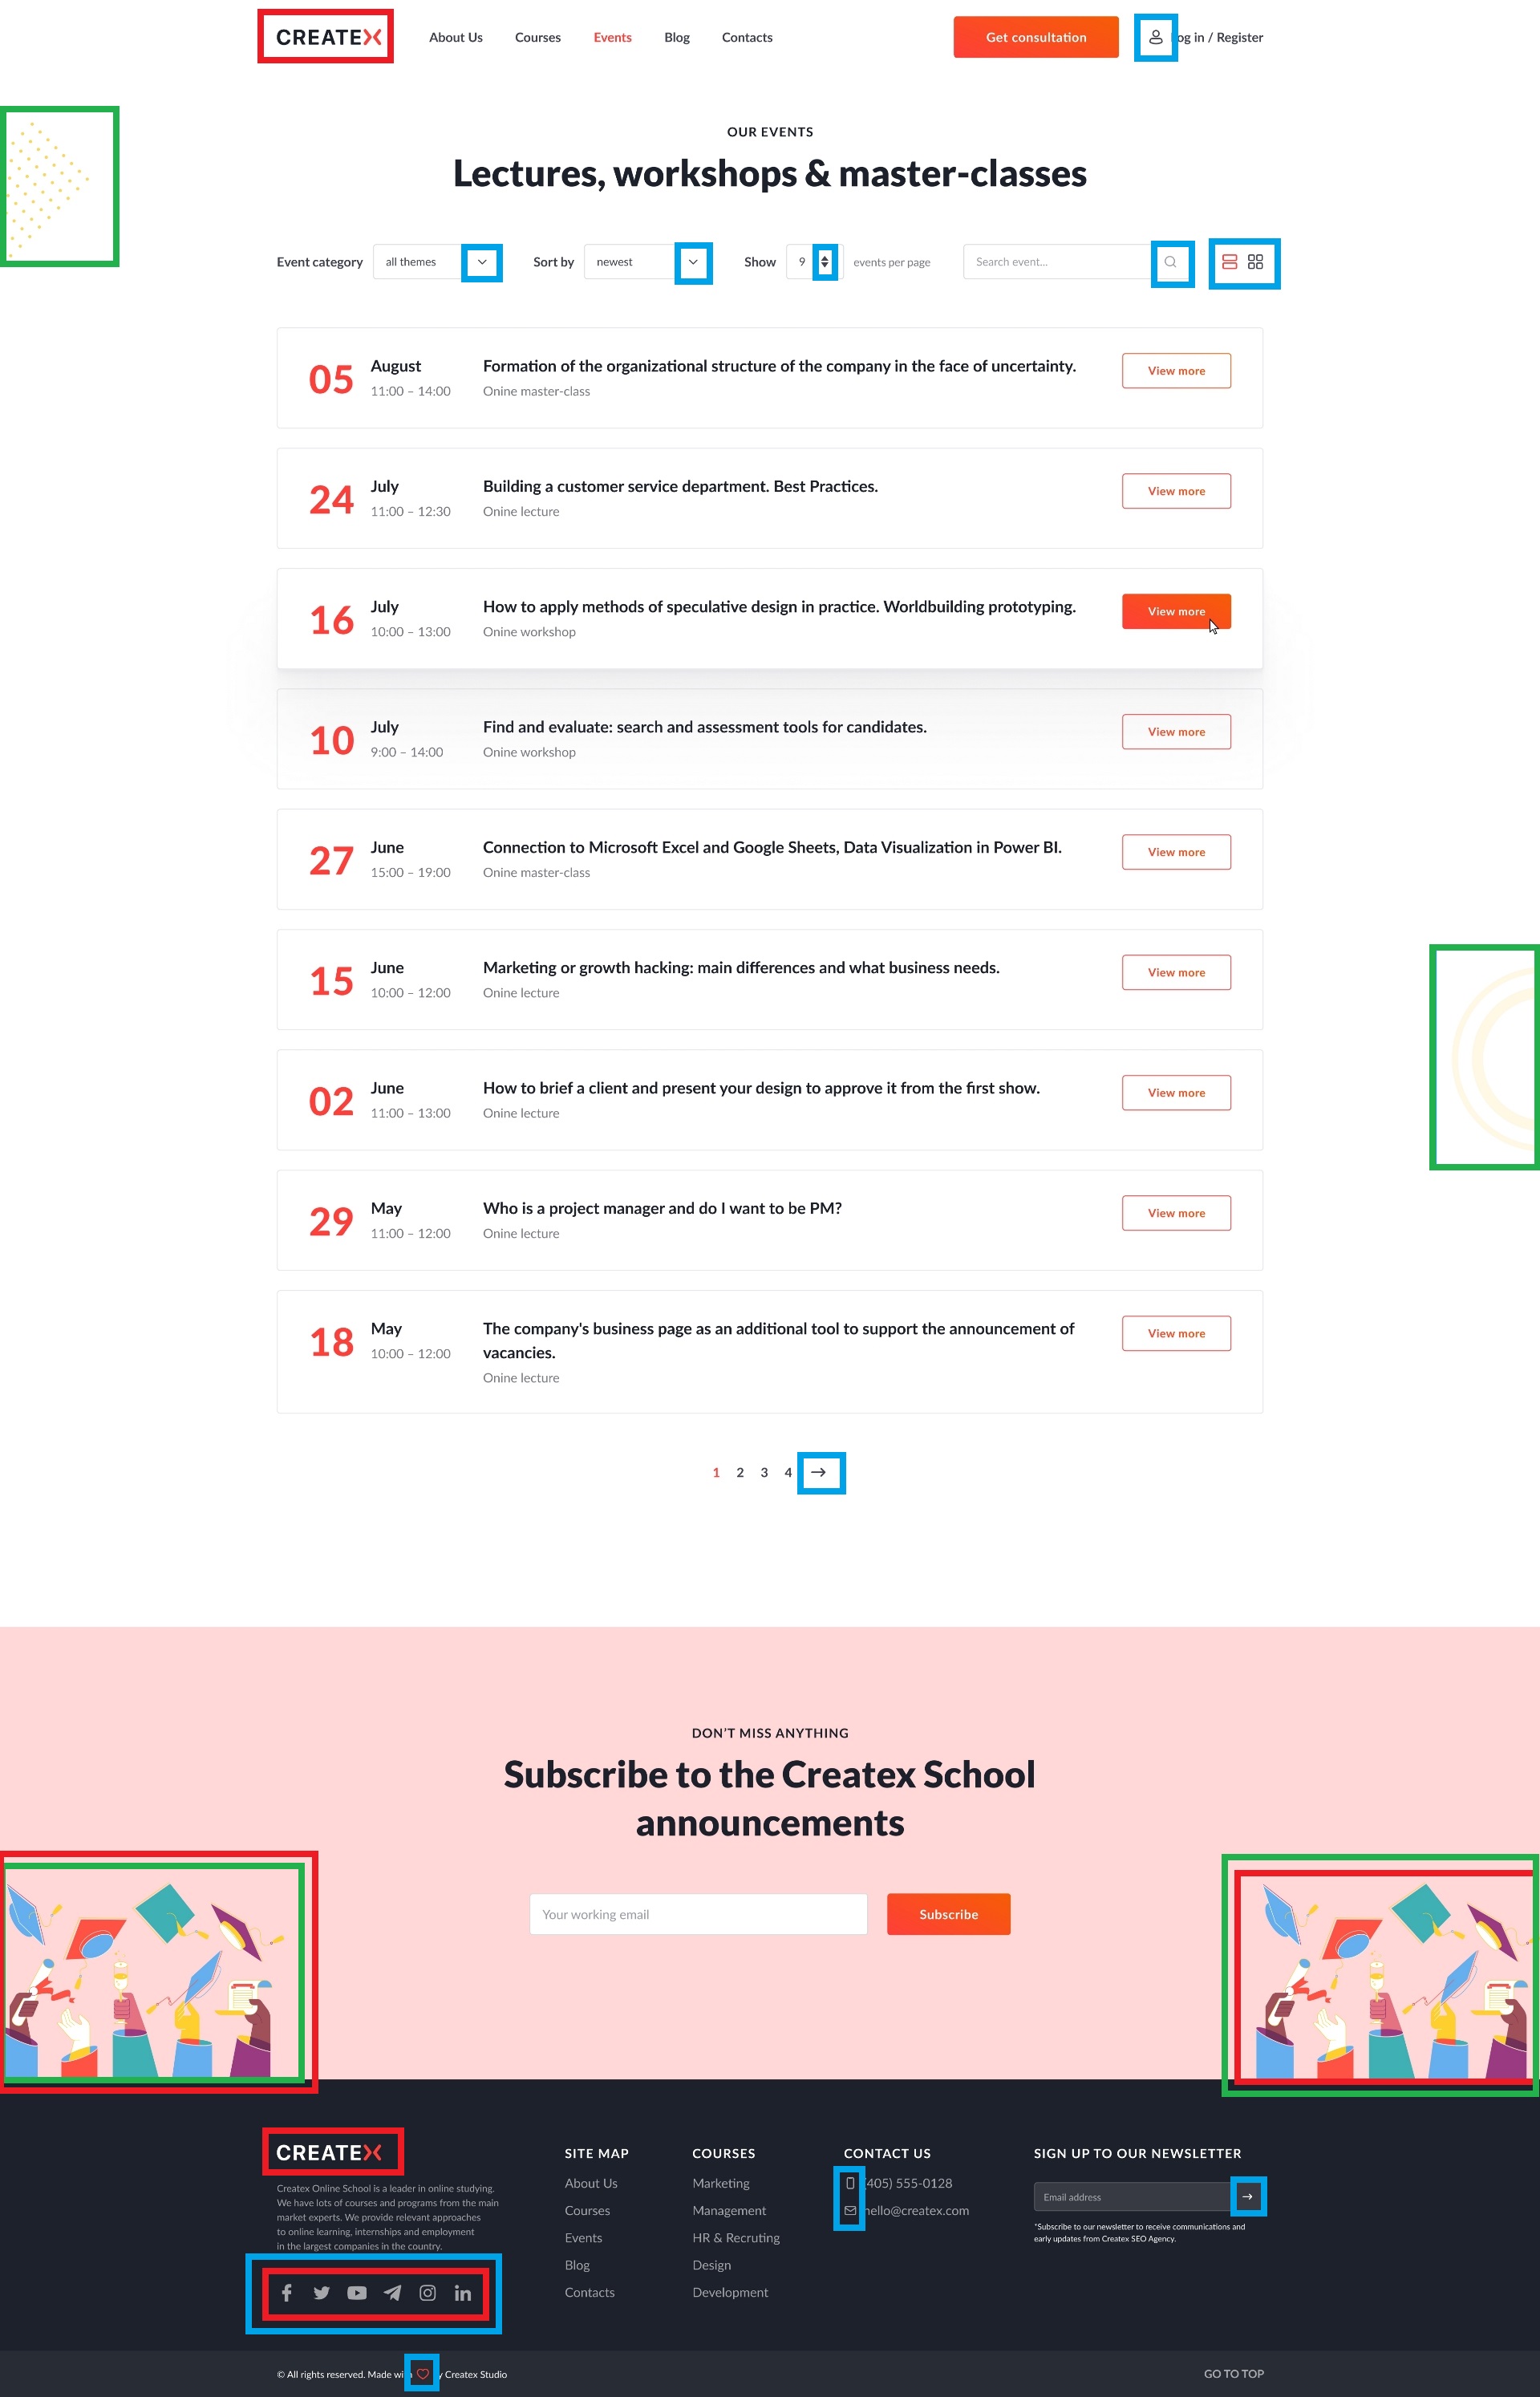 CREATEX
About Us Courses Events Blog Contacts
Get consultation
og in / Register
OUR EVENTS
Lectures, workshops & master-classes
Event category all themes Sort by newest Show 9 events per page Search event...
05 August Formation of the organizational structure of the company in the face of uncertainty. View more
11:00 – 14:00 Onine master-class
24 July Building a customer service department. Best Practices. View more
11:00 – 12:30 Onine lecture
16 July How to apply methods of speculative design in practice. Worldbuilding prototyping. View more
10:00 – 13:00 Onine workshop
10 July Find and evaluate: search and assessment tools for candidates. View more
9:00 – 14:00 Onine workshop
27 June Connection to Microsoft Excel and Google Sheets, Data Visualization in Power BI. View more
15:00 – 19:00 Onine master-class
15 June Marketing or growth hacking: main differences and what business needs. View more
10:00 – 12:00 Onine lecture
02 June How to brief a client and present your design to approve it from the first show. View more
11:00 – 13:00 Onine lecture
29 May Who is a project manager and do I want to be PM? View more
11:00 – 12:00 Onine lecture
18 May The company's business page as an additional tool to support the announcement of View more
10:00 – 12:00 vacancies.
Onine lecture
1 2 3 4
DON'T MISS ANYTHING
Subscribe to the Createx School
announcements
Your working email Subscribe
CREATEX
Createx Online School is a leader in online studying.
We have lots of courses and programs from the main
market experts. We provide relevant approaches
to online learning, internships and employment
in the largest companies in the country.
SITE MAP
About Us
Courses
Events
Blog
Contacts
COURSES
Marketing
Management
HR & Recruting
Design
Development
CONTACT US
(405) 555-0128
hello@createx.com
SIGN UP TO OUR NEWSLETTER
Email address
*Subscribe to our newsletter to receive communications and
early updates from Createx SEO Agency.
© All rights reserved. Made with by Createx Studio
GO TO TOP